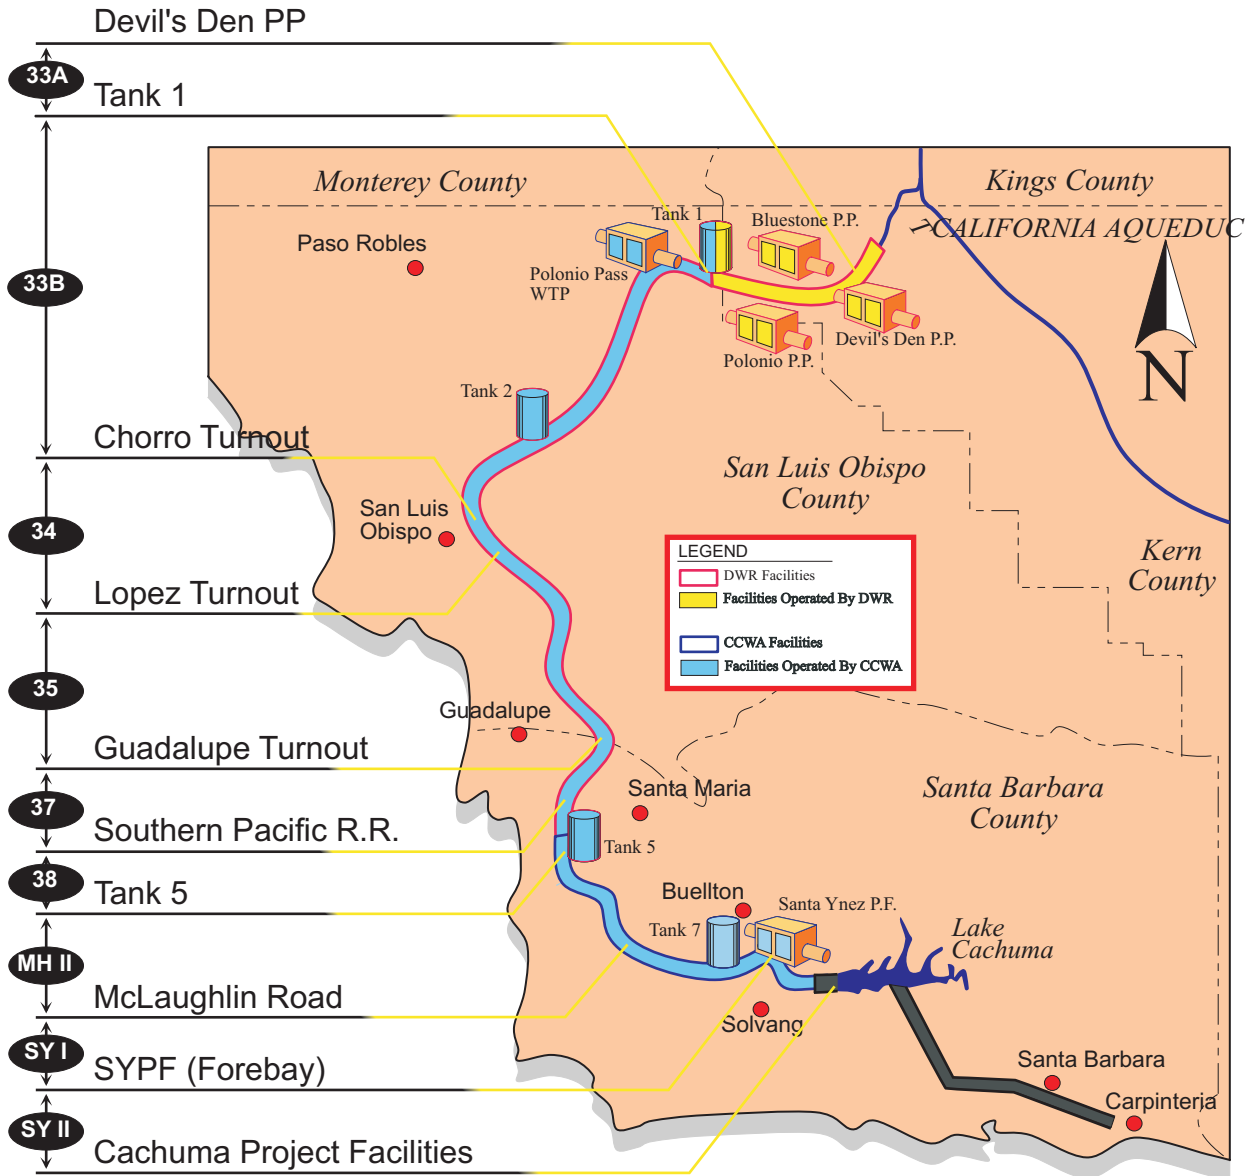 Devil's Den PP
33A
Tank 1
33B
Chorro Turnout
34
Lopez Turnout
35
Guadalupe Turnout
37
Southern Pacific R.R.
38
Tank 5
MH II
McLaughlin Road
SY I
SYPF (Forebay)
SY II
Cachuma Project Facilities
Monterey County
Kings County
CALIFORNIA AQUEDUC
Tank 1
Bluestone P.P.
Paso Robles
Polonio Pass
WTP
Devil's Den P.P.
Polonio P.P.
N
Tank 2
San Luis Obispo
County
San Luis
Obispo
Kern
County
LEGEND
DWR Facilities
Facilities Operated By DWR
CCWA Facilities
Facilities Operated By CCWA
Guadalupe
Santa Maria
Santa Barbara
County
Tank 5
Buellton
Santa Ynez P.F.
Tank 7
Lake
Cachuma
Solvang
Santa Barbara
Carpinteria